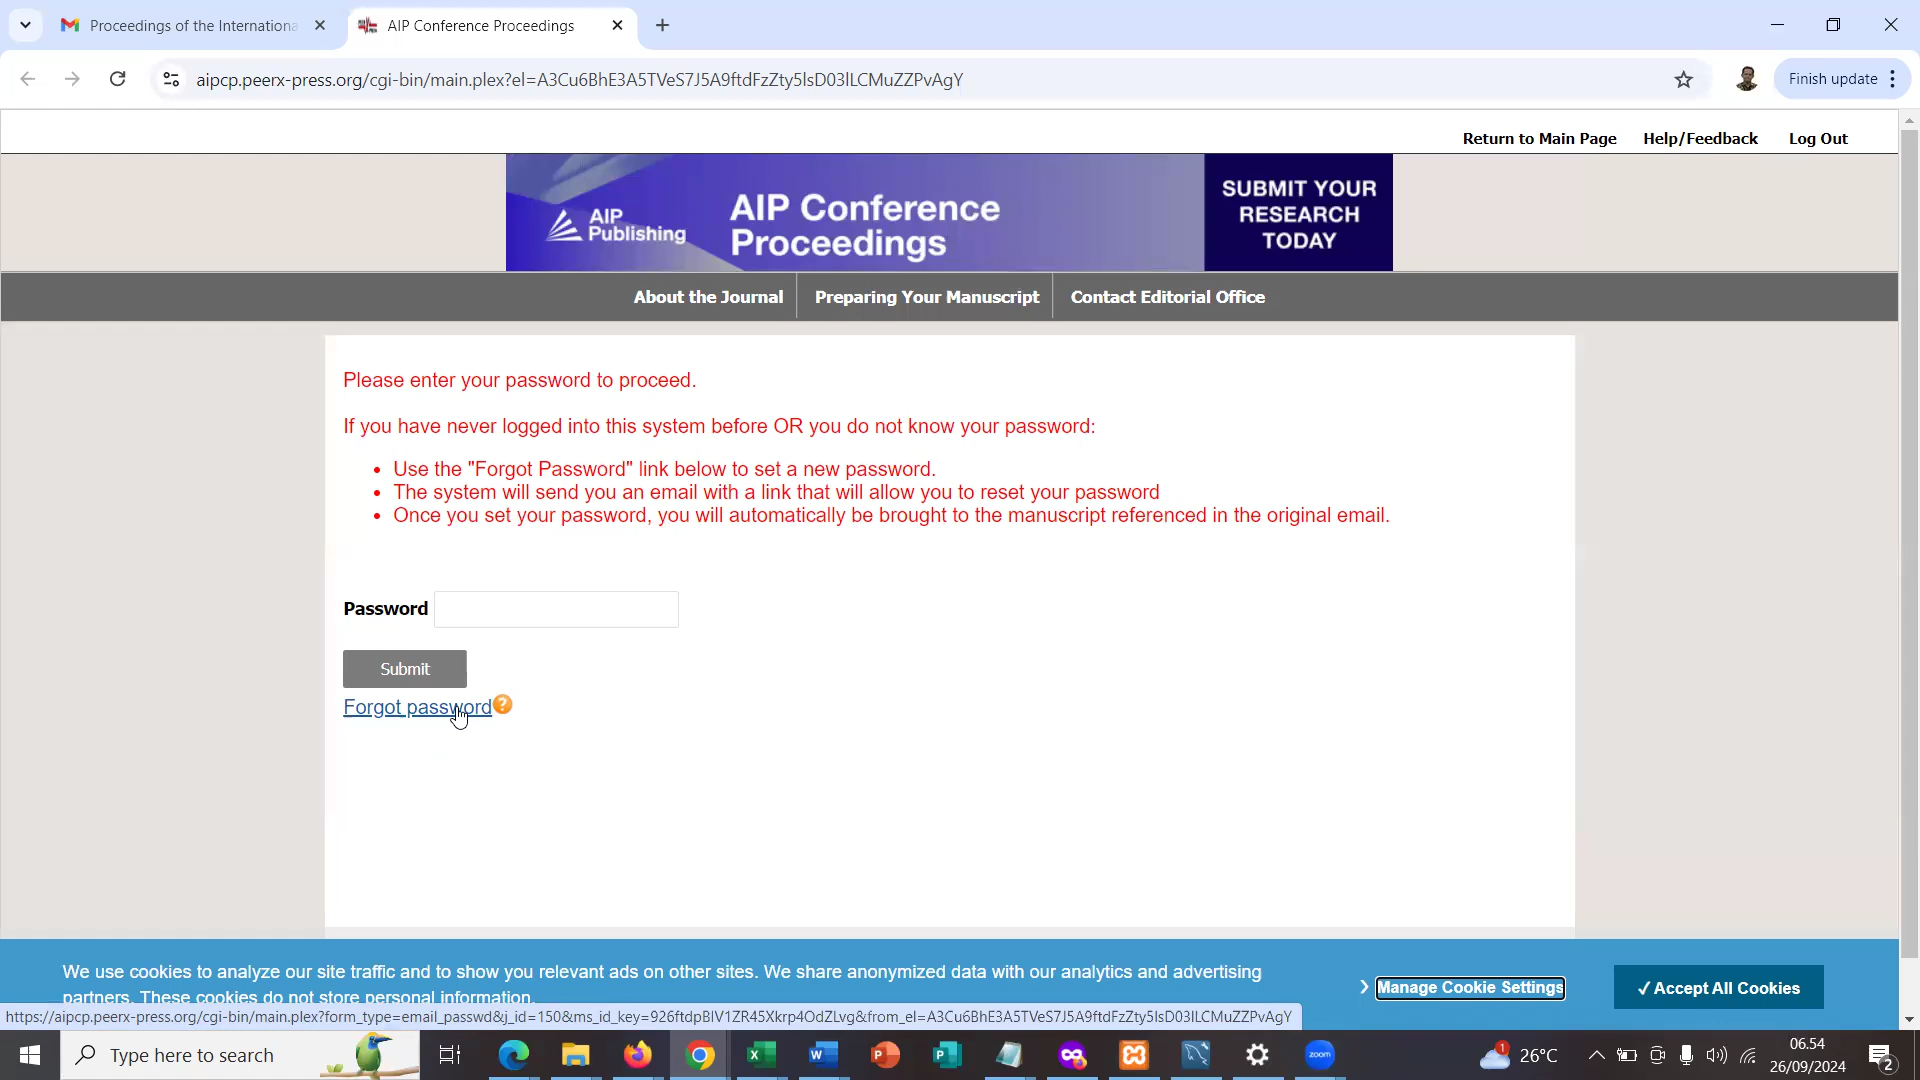 Proceedings of the Internationa
AIP Conference Proceedings
aipcp.peerx-press.org/cgi-bin/main.plex?el=A3Cu6BhE3A5TVeS7J5A9ftdFzZty5lsD03ILCMuZZPvAgY
Finish update
Return to Main Page
Help/Feedback
Log Out
AIP
Publishing
AIP Conference
Proceedings
SUBMIT YOUR
RESEARCH
TODAY
About the Journal
Preparing Your Manuscript
Contact Editorial Office
Please enter your password to proceed.
If you have never logged into this system before OR you do not know your password:
• Use the "Forgot Password" link below to set a new password.
• The system will send you an email with a link that will allow you to reset your password
• Once you set your password, you will automatically be brought to the manuscript referenced in the original email.
Password
Submit
Forgot password
?
We use cookies to analyze our site traffic and to show you relevant ads on other sites. We share anonymized data with our analytics and advertising
partners. These cookies do not store personal information.
Manage Cookie Settings
✓ Accept All Cookies
https://aipcp.peerx-press.org/cgi-bin/main.plex?form_type=email_passwd&j_id=150&ms_id_key=926ftdpBIV1ZR45Xkrp4OdZLvg&from_el=A3Cu6BhE3A5TVeS7J5A9ftdFzZty5lsD03ILCMuZZPvAgY
Type here to search
zoom
1
26°C
06.54
26/09/2024
2